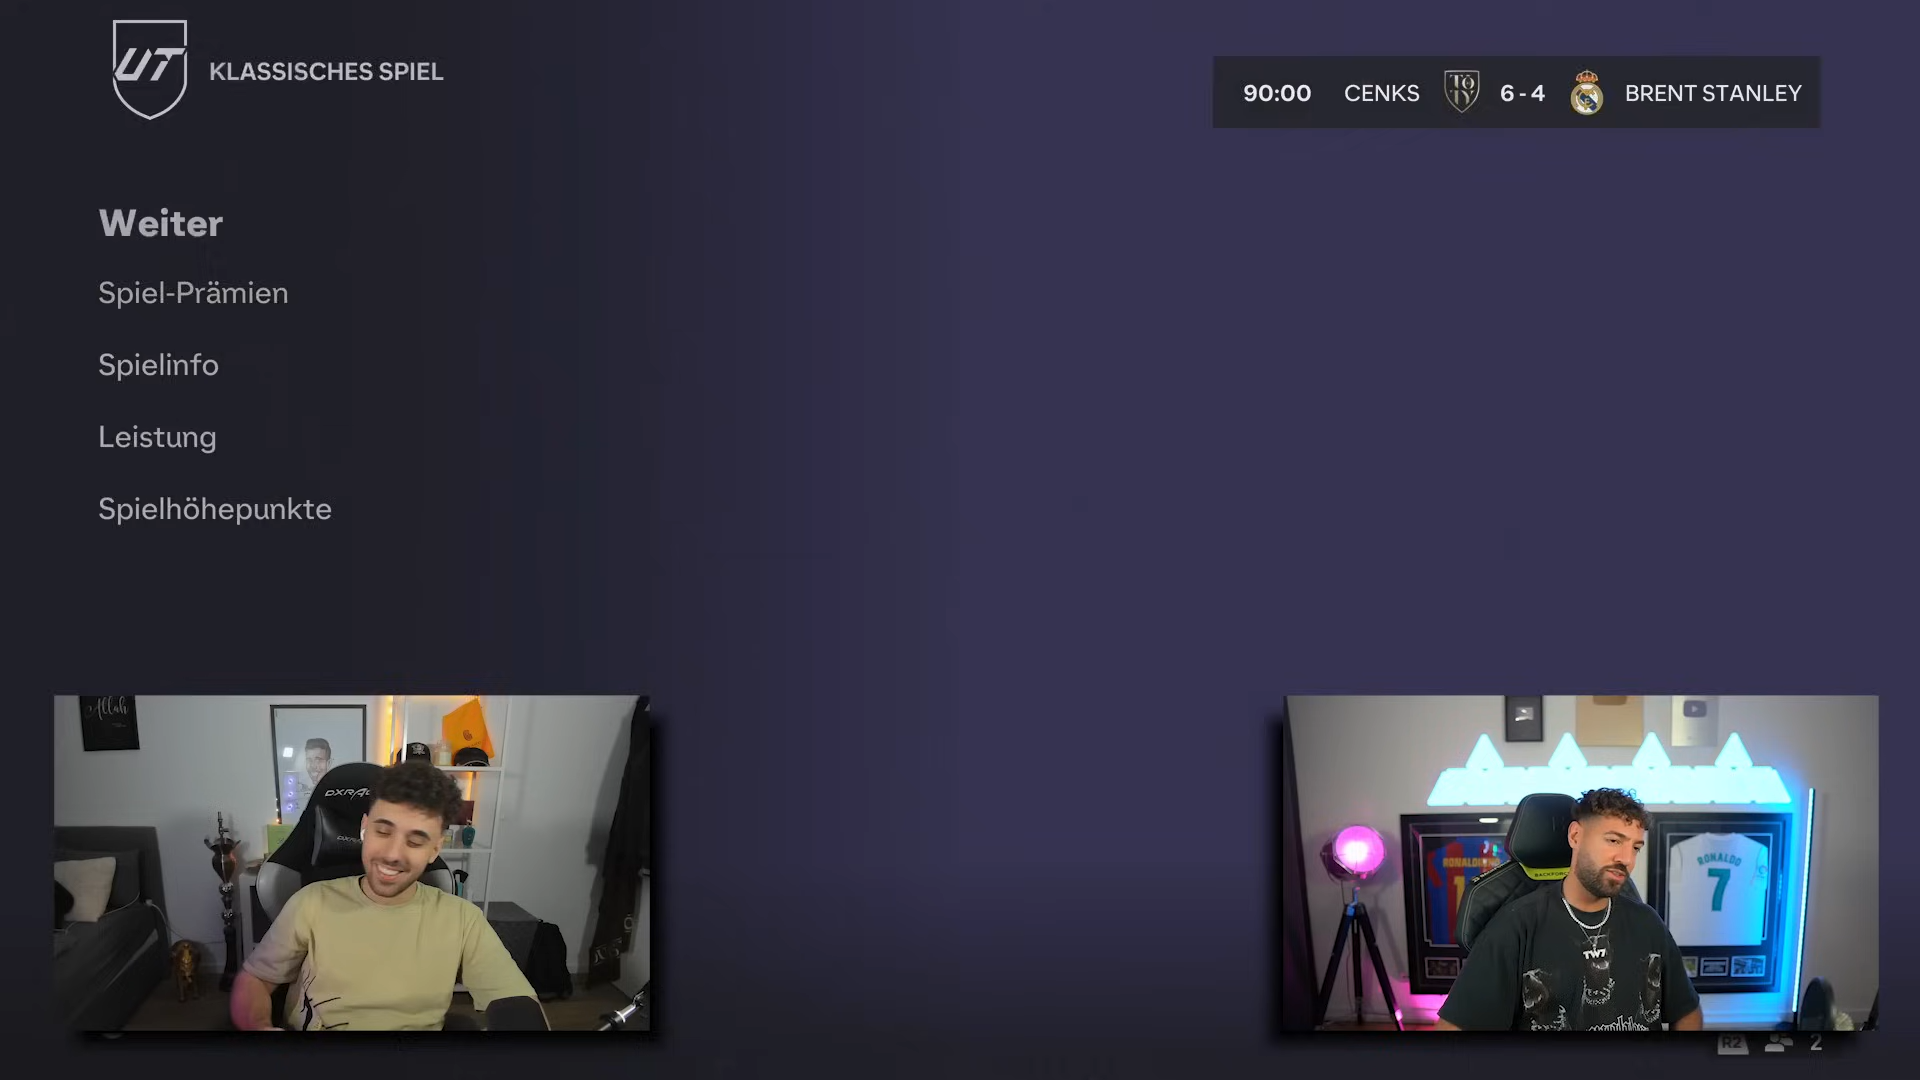 UT KLASSISCHES SPIEL
90:00 CENKS 6 - 4 BRENT STANLEY
Weiter
Spiel-Prämien
Spielinfo
Leistung
Spielhöhepunkte
Allah
RONALDO
7
TW7
R2 2